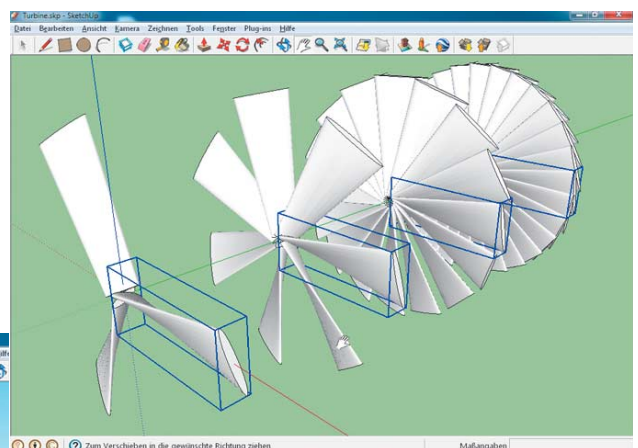 Turbine.skp - SketchUp
Datei Bearbeiten Ansicht Kamera Zeichnen Tools Fenster Plug-ins Hilfe
Zum Verschieben in die gewünschte Richtung ziehen Maßangaben